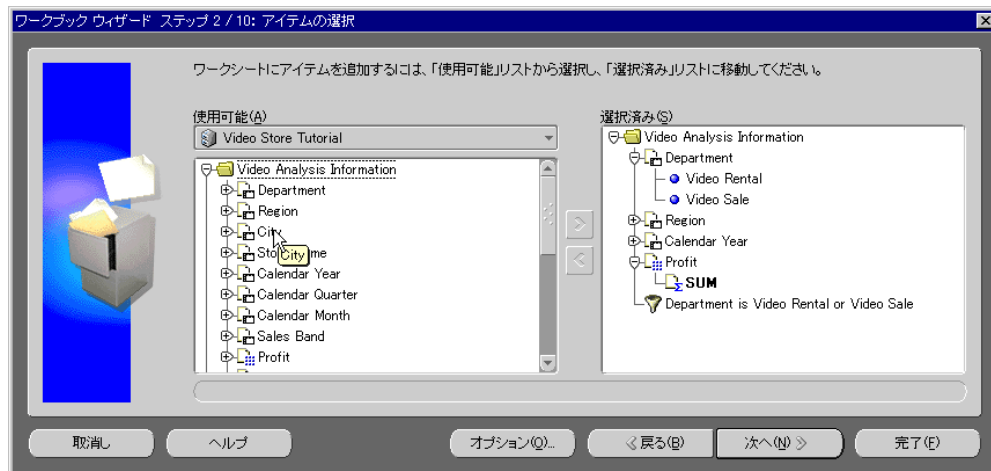 ワークブック ウィザード ステップ 2 / 10: アイテムの選択
ワークシートにアイテムを追加するには、「使用可能」リストから選択し、「選択済み」リストに移動してください。
使用可能(A)
Video Store Tutorial
Video Analysis Information
Department
Region
City
City
Calendar Year
Calendar Quarter
Calendar Month
Sales Band
Profit
選択済み(S)
Video Analysis Information
Department
Video Rental
Video Sale
Region
Calendar Year
Profit
SUM
Department is Video Rental or Video Sale
取消し
ヘルプ
オプション(O)...
戻る(B)
次へ(N)
完了(F)